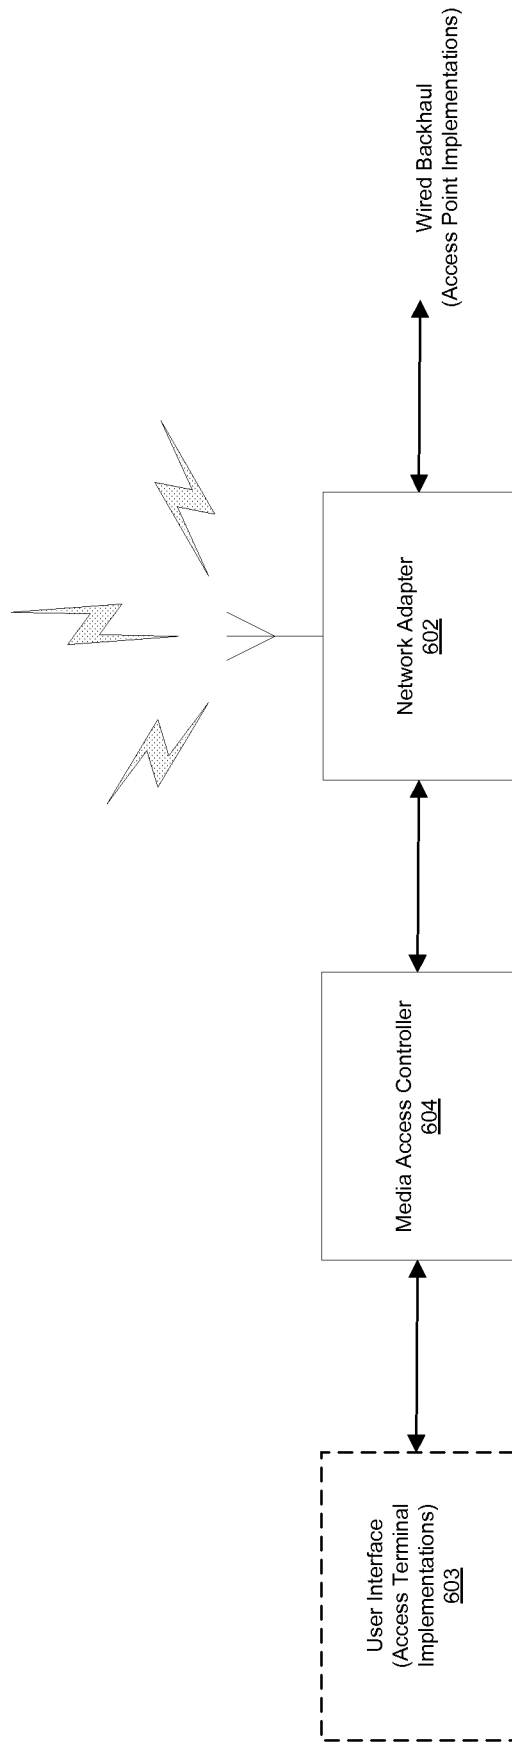 User Interface
(Access Terminal
Implementations)
603
Media Access Controller
604
Network Adapter
602
Wired Backhaul
(Access Point Implementations)